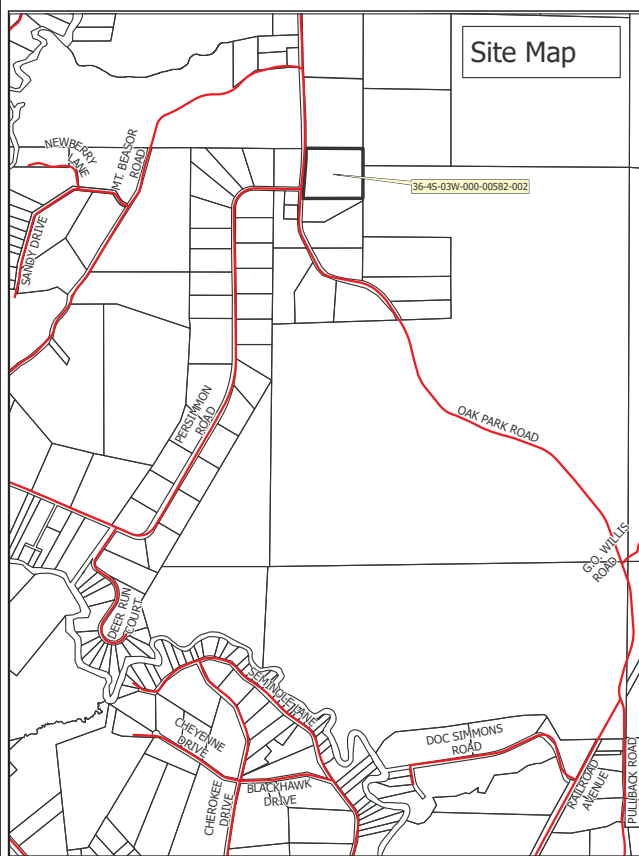 Site Map
NEWBERRY
LANE
MT. BEASOR
ROAD
36-4S-03W-000-00582-002
SANDY DRIVE
PERSIMMON
ROAD
OAK PARK ROAD
G.O. WILLIS
ROAD
DEER RUN
COURT
SEMINOLE LANE
CHEYENNE
DRIVE
DOC SIMMONS
ROAD
CHEROKEE
DRIVE
BLACKHAWK
DRIVE
RAILROAD
AVENUE
PULLBACK ROAD